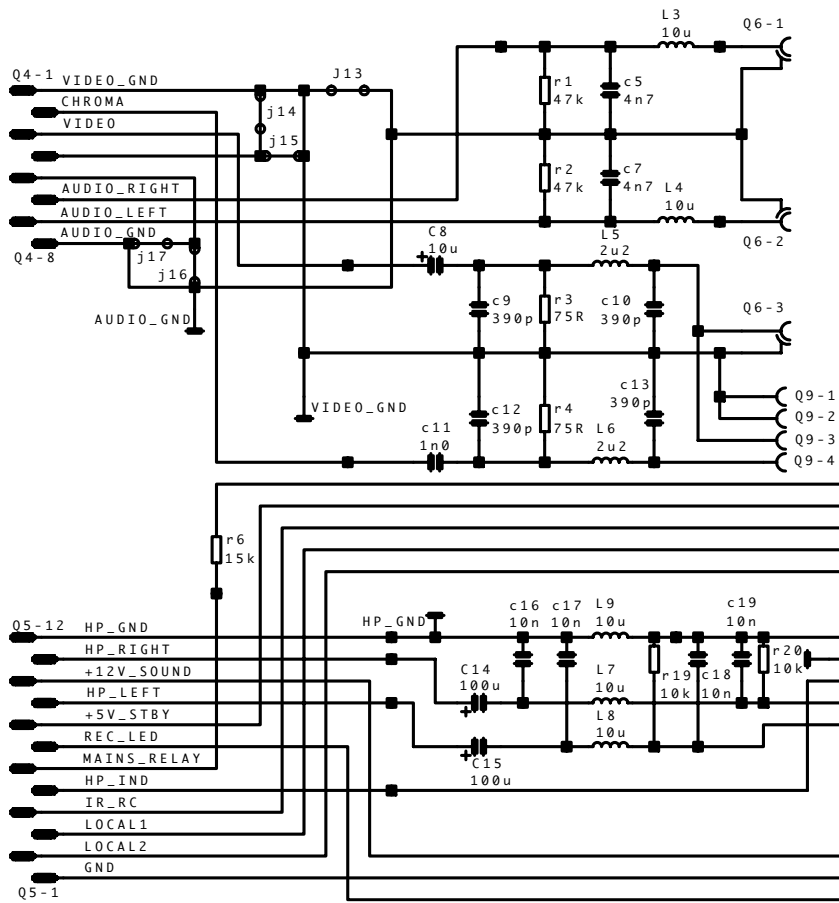 L3
10u
Q6-1
Q4-1
VIDEO_GND
J13
CHROMA
j14
r1
47k
c5
4n7
VIDEO
j15
r2
47k
c7
4n7
L4
10u
AUDIO_RIGHT
AUDIO_LEFT
AUDIO_GND
Q4-8
j17
j16
C8
10u
L5
2u2
Q6-2
c9
390p
r3
75R
c10
390p
Q6-3
AUDIO_GND
VIDEO_GND
c11
1n0
c12
390p
r4
75R
c13
390p
L6
2u2
Q9-1
Q9-2
Q9-3
Q9-4
r6
15k
Q5-12
HP_GND
HP_GND
c16
10n
c17
10n
L9
10u
c19
10n
HP_RIGHT
C14
100u
L7
10u
r19
10k
c18
10n
r20
10k
+12V_SOUND
HP_LEFT
L8
10u
+5V_STBY
REC_LED
C15
100u
MAINS_RELAY
HP_IND
IR_RC
LOCAL1
LOCAL2
GND
Q5-1